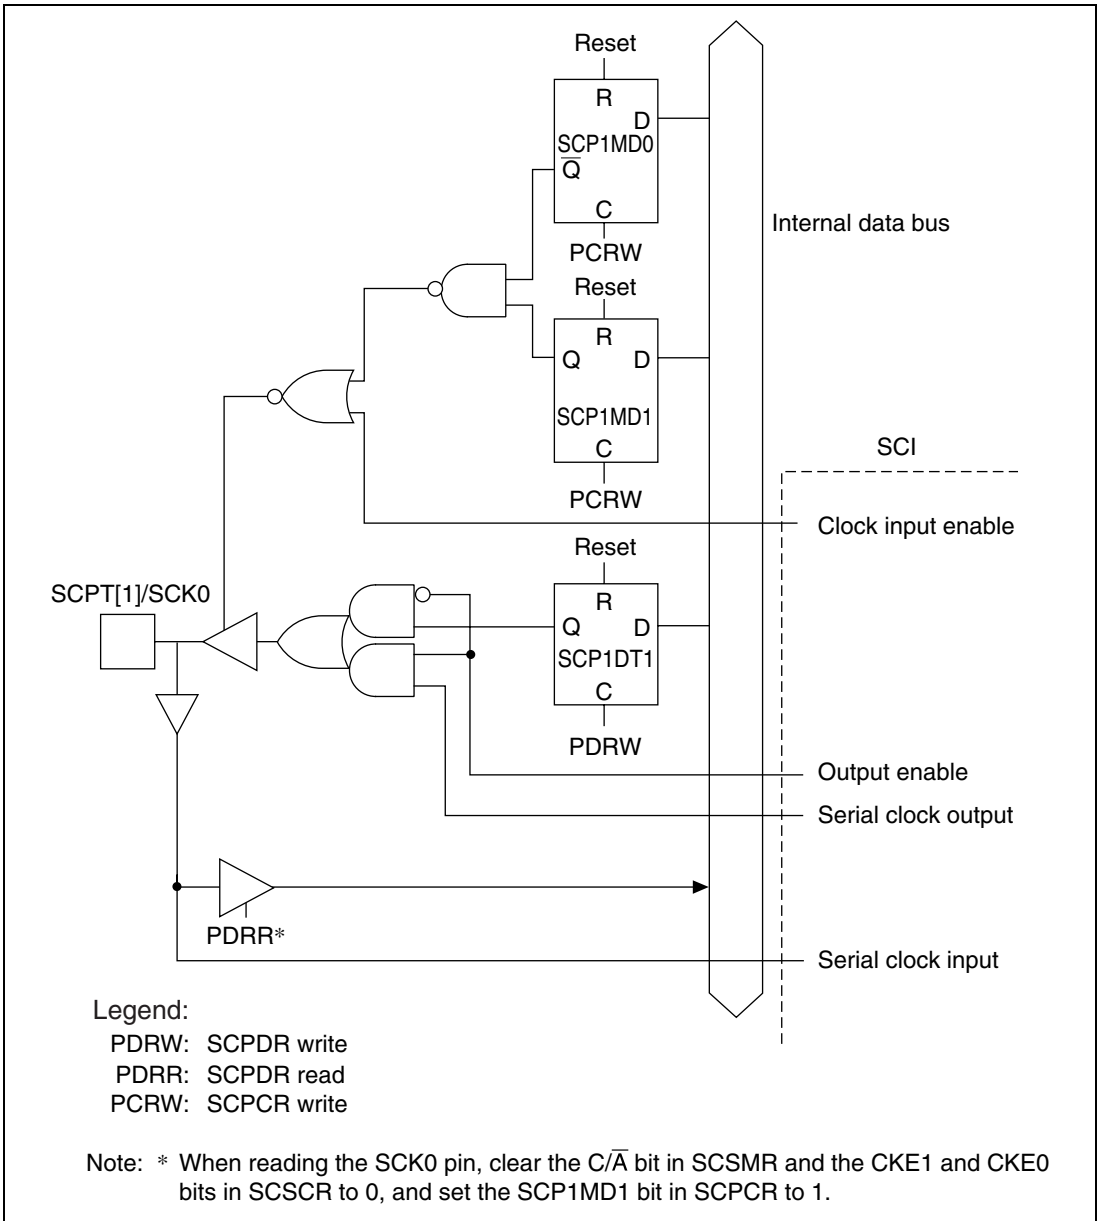 Reset
R
D
SCP1MD0
Q̅
C
PCRW
Internal data bus
Reset
R
Q D
SCP1MD1
C
PCRW
SCI
Clock input enable
Reset
SCPT[1]/SCK0
R
Q D
SCP1DT1
C
PDRW
Output enable
Serial clock output
PDRR*
Serial clock input
Legend:
PDRW: SCPDR write
PDRR: SCPDR read
PCRW: SCPCR write
Note: * When reading the SCK0 pin, clear the C/A̅ bit in SCSMR and the CKE1 and CKE0
bits in SCSCR to 0, and set the SCP1MD1 bit in SCPCR to 1.